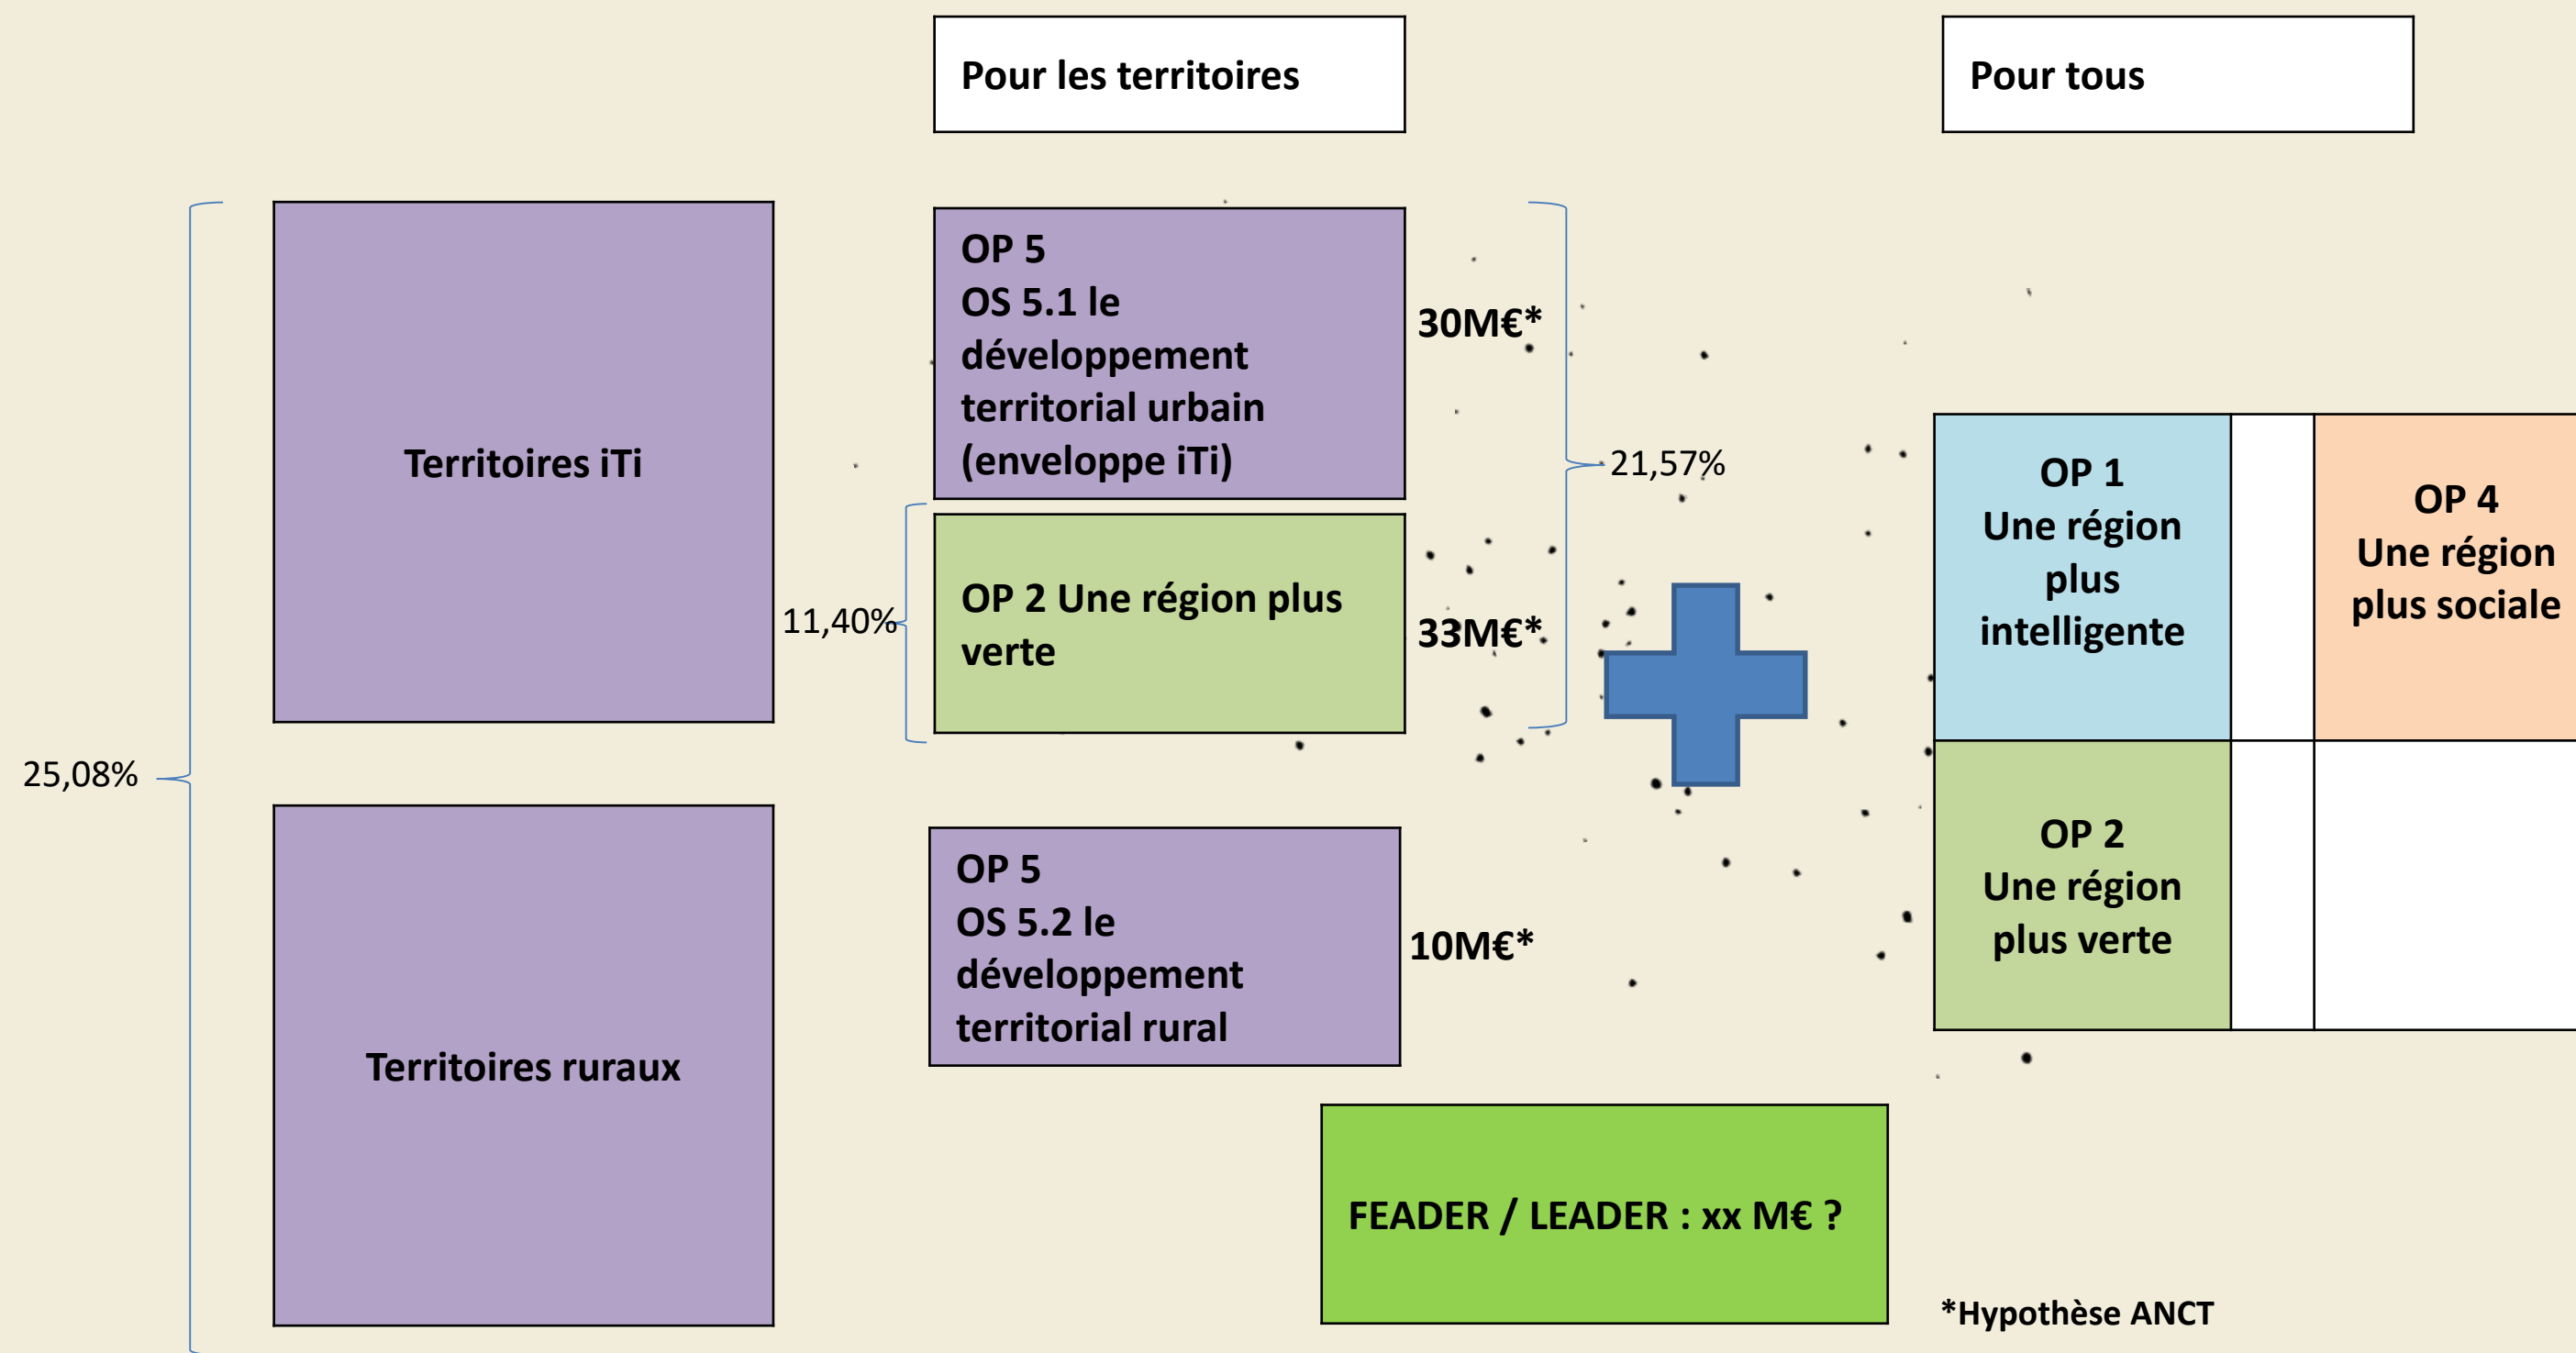 Pour les territoires
Pour tous
25,08%
Territoires iTi
Territoires ruraux
11,40%
OP 5
OS 5.1 le
développement
territorial urbain
(enveloppe iTi)
30M€*
OP 2 Une région plus
verte
33M€*
21,57%
OP 5
OS 5.2 le
développement
territorial rural
10M€*
FEADER / LEADER : xx M€ ?
OP 1
Une région
plus
intelligente
OP 4
Une région
plus sociale
OP 2
Une région
plus verte
*Hypothèse ANCT